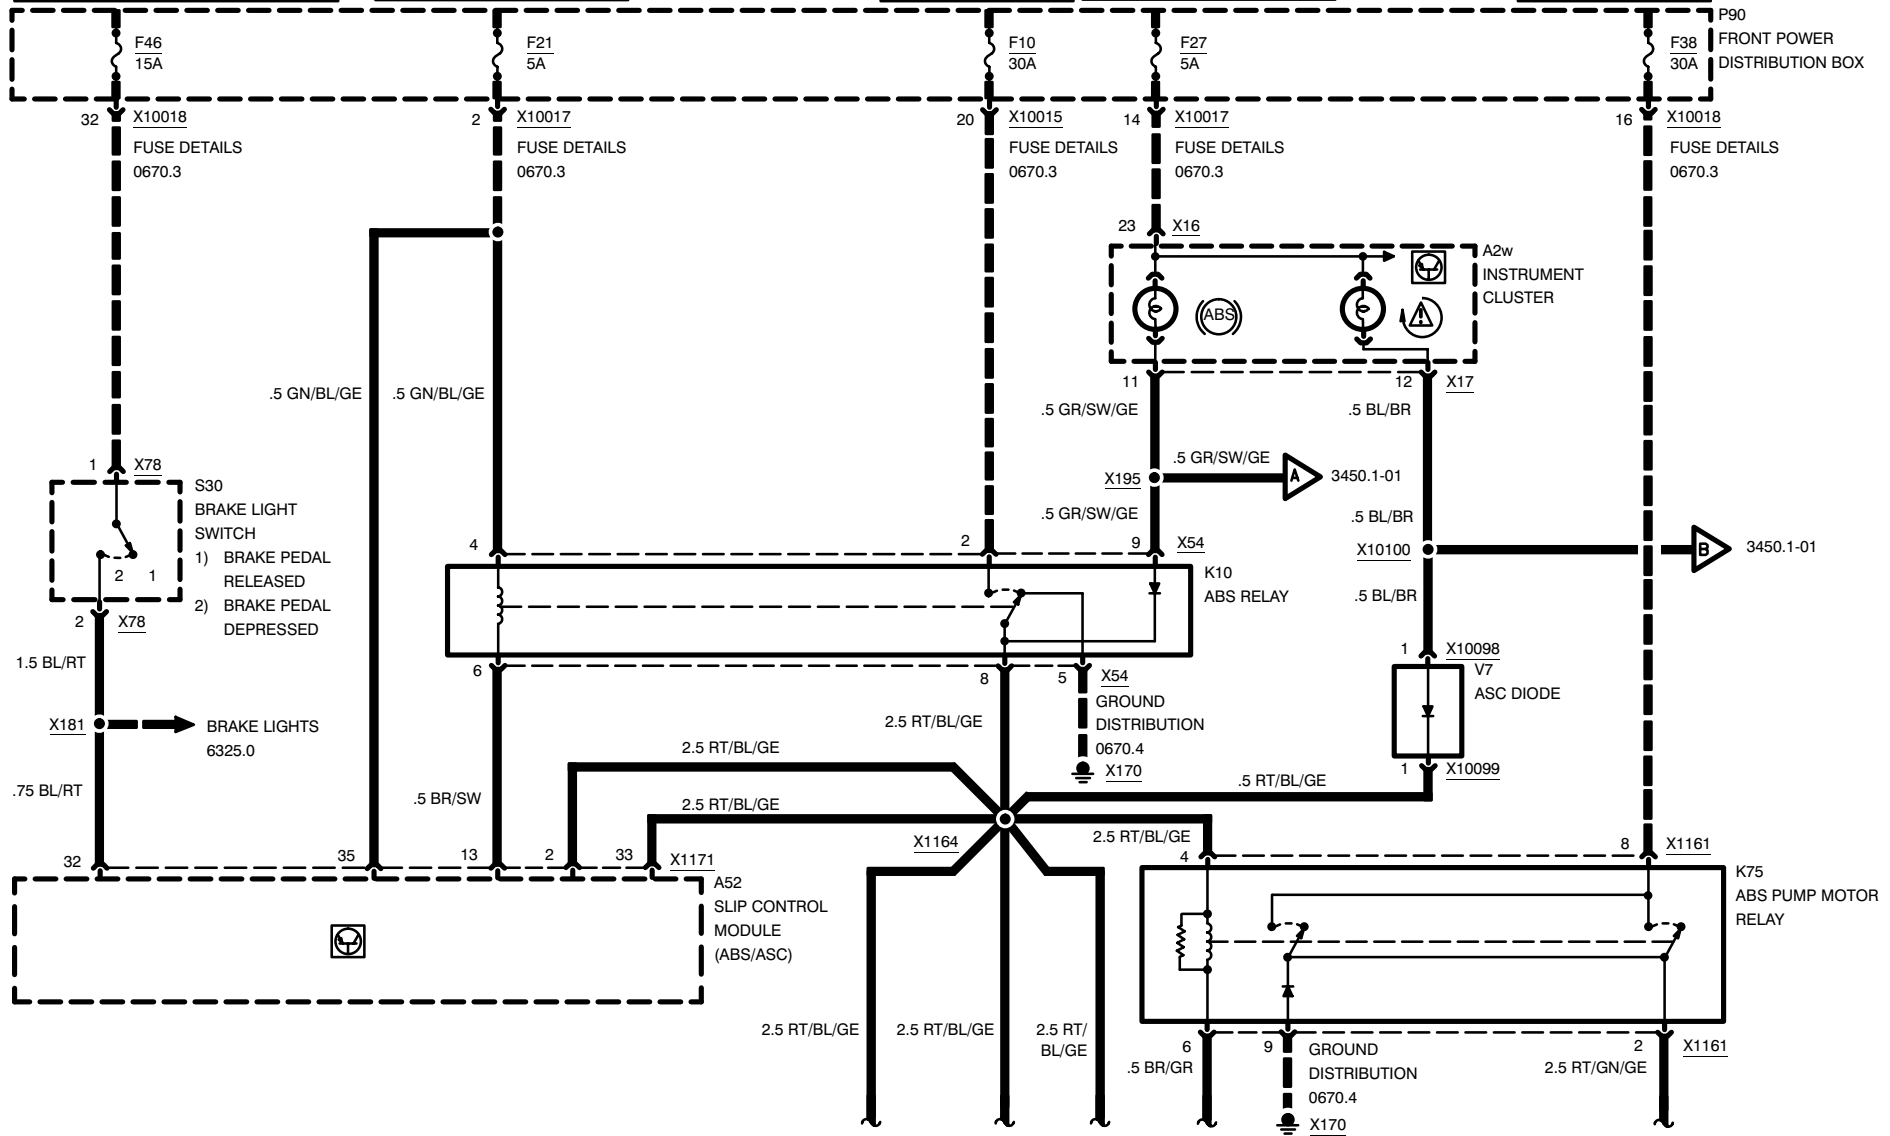 P90
FRONT POWER
DISTRIBUTION BOX
F46
15A
F21
5A
F10
30A
F27
5A
F38
30A
32 X10018
FUSE DETAILS
0670.3
2 X10017
FUSE DETAILS
0670.3
20 X10015
FUSE DETAILS
0670.3
14 X10017
FUSE DETAILS
0670.3
16 X10018
FUSE DETAILS
0670.3
23 X16
A2w
INSTRUMENT
CLUSTER
ABS
11
12 X17
.5 GN/BL/GE
.5 GN/BL/GE
.5 GR/SW/GE
.5 BL/BR
1 X78
S30
BRAKE LIGHT
SWITCH
1) BRAKE PEDAL
RELEASED
2) BRAKE PEDAL
DEPRESSED
2 1
2 X78
X195
.5 GR/SW/GE
A
3450.1-01
.5 GR/SW/GE
.5 BL/BR
X10100
B
3450.1-01
.5 BL/BR
4
2
9 X54
K10
ABS RELAY
6
8
5 X54
GROUND
DISTRIBUTION
0670.4
X170
1 X10098
V7
ASC DIODE
1 X10099
1.5 BL/RT
X181
BRAKE LIGHTS
6325.0
.75 BL/RT
2.5 RT/BL/GE
2.5 RT/BL/GE
.5 BR/SW
2.5 RT/BL/GE
.5 RT/BL/GE
X1164
2.5 RT/BL/GE
32
35
13
2
33 X1171
A52
SLIP CONTROL
MODULE
(ABS/ASC)
4
8 X1161
K75
ABS PUMP MOTOR
RELAY
2.5 RT/BL/GE
2.5 RT/BL/GE
2.5 RT/
BL/GE
6
.5 BR/GR
9
GROUND
DISTRIBUTION
0670.4
X170
2 X1161
2.5 RT/GN/GE